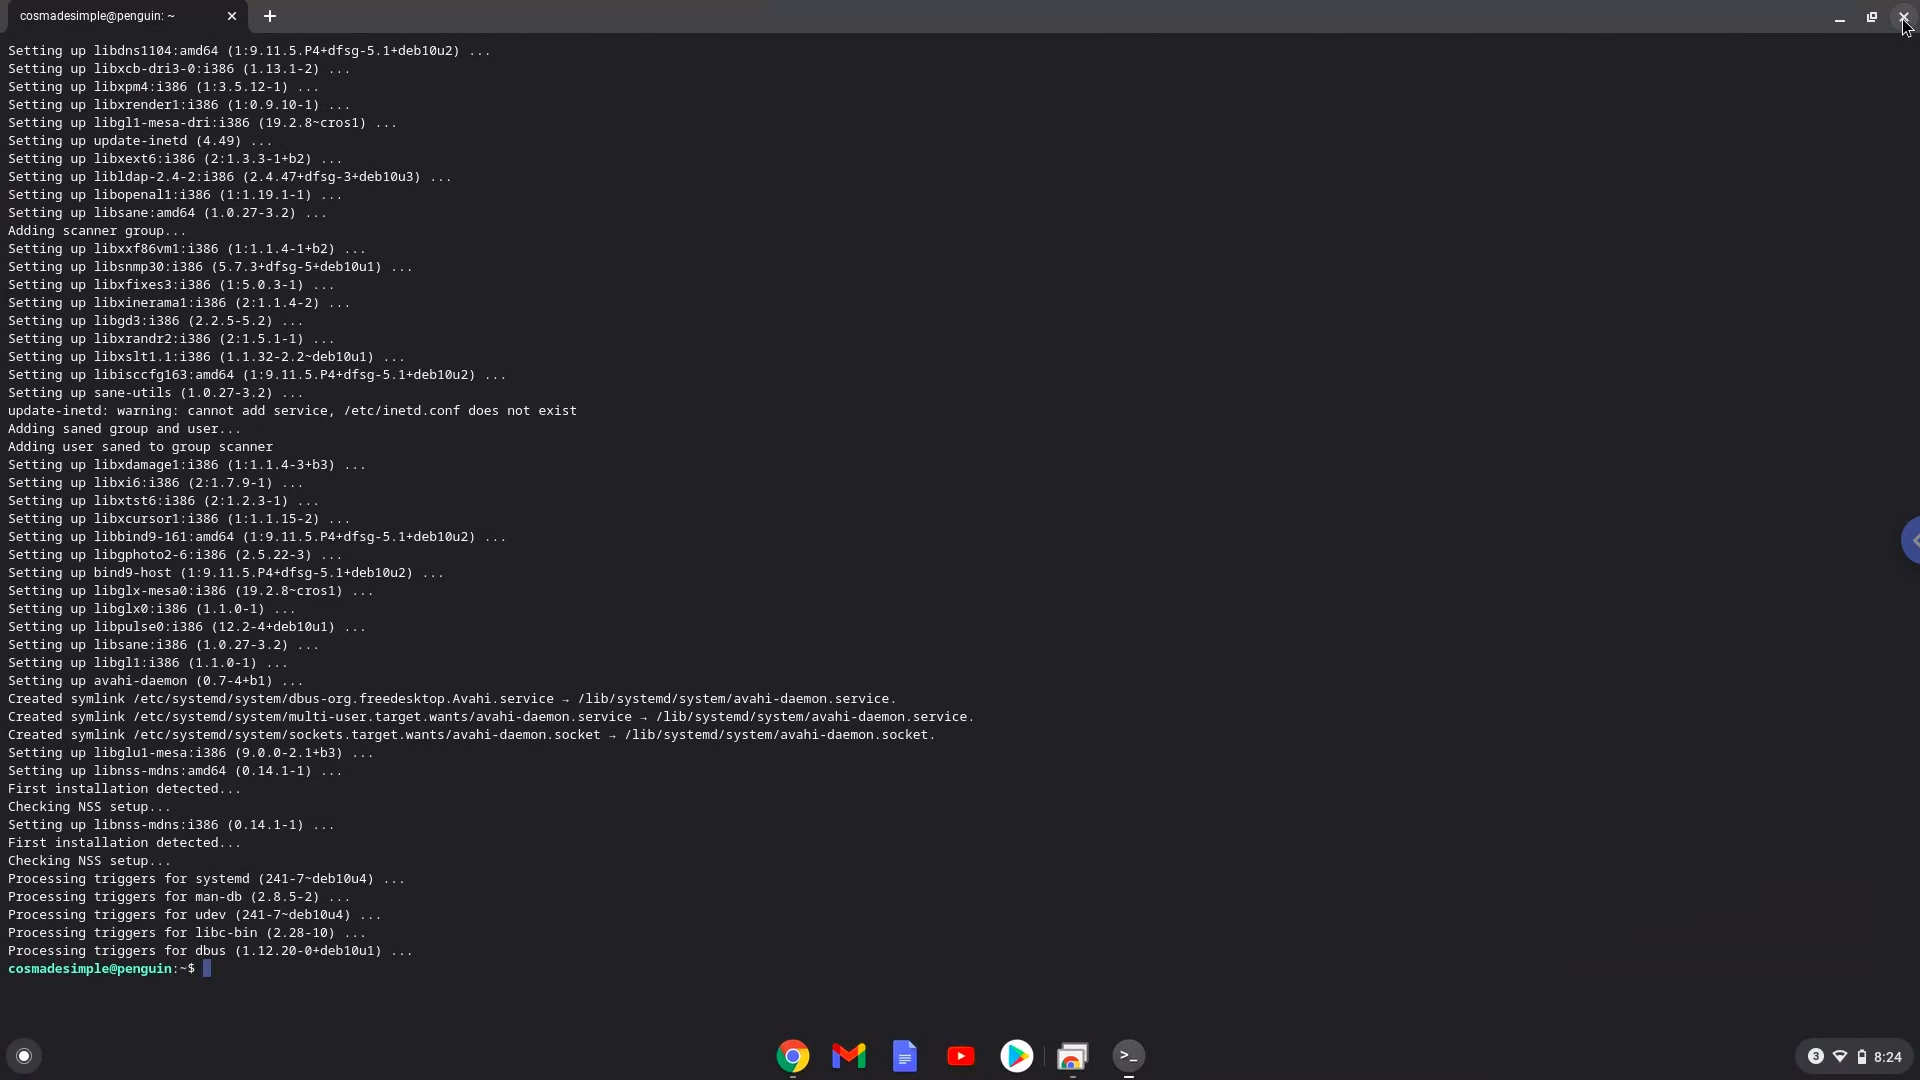 cosmadesimple@penguin: ~
Setting up libdns1104:amd64 (1:9.11.5.P4+dfsg-5.1+deb10u2) ...
Setting up libxcb-dri3-0:i386 (1.13.1-2) ...
Setting up libxpm4:i386 (1:3.5.12-1) ...
Setting up libxrender1:i386 (1:0.9.10-1) ...
Setting up libgl1-mesa-dri:i386 (19.2.8~cros1) ...
Setting up update-inetd (4.49) ...
Setting up libxext6:i386 (2:1.3.3-1+b2) ...
Setting up libldap-2.4-2:i386 (2.4.47+dfsg-3+deb10u3) ...
Setting up libopenal1:i386 (1:1.19.1-1) ...
Setting up libsane:amd64 (1.0.27-3.2) ...
Adding scanner group...
Setting up libxxf86vm1:i386 (1:1.1.4-1+b2) ...
Setting up libsnmp30:i386 (5.7.3+dfsg-5+deb10u1) ...
Setting up libxfixes3:i386 (1:5.0.3-1) ...
Setting up libxinerama1:i386 (2:1.1.4-2) ...
Setting up libgd3:i386 (2.2.5-5.2) ...
Setting up libxrandr2:i386 (2:1.5.1-1) ...
Setting up libxslt1.1:i386 (1.1.32-2.2~deb10u1) ...
Setting up libisccfg163:amd64 (1:9.11.5.P4+dfsg-5.1+deb10u2) ...
Setting up sane-utils (1.0.27-3.2) ...
update-inetd: warning: cannot add service, /etc/inetd.conf does not exist
Adding saned group and user...
Adding user saned to group scanner
Setting up libxdamage1:i386 (1:1.1.4-3+b3) ...
Setting up libxi6:i386 (2:1.7.9-1) ...
Setting up libxtst6:i386 (2:1.2.3-1) ...
Setting up libxcursor1:i386 (1:1.1.15-2) ...
Setting up libbind9-161:amd64 (1:9.11.5.P4+dfsg-5.1+deb10u2) ...
Setting up libgphoto2-6:i386 (2.5.22-3) ...
Setting up bind9-host (1:9.11.5.P4+dfsg-5.1+deb10u2) ...
Setting up libglx-mesa0:i386 (19.2.8~cros1) ...
Setting up libglx0:i386 (1.1.0-1) ...
Setting up libpulse0:i386 (12.2-4+deb10u1) ...
Setting up libsane:i386 (1.0.27-3.2) ...
Setting up libgl1:i386 (1.1.0-1) ...
Setting up avahi-daemon (0.7-4+b1) ...
Created symlink /etc/systemd/system/dbus-org.freedesktop.Avahi.service → /lib/systemd/system/avahi-daemon.service.
Created symlink /etc/systemd/system/multi-user.target.wants/avahi-daemon.service → /lib/systemd/system/avahi-daemon.service.
Created symlink /etc/systemd/system/sockets.target.wants/avahi-daemon.socket → /lib/systemd/system/avahi-daemon.socket.
Setting up libglu1-mesa:i386 (9.0.0-2.1+b3) ...
Setting up libnss-mdns:amd64 (0.14.1-1) ...
First installation detected...
Checking NSS setup...
Setting up libnss-mdns:i386 (0.14.1-1) ...
First installation detected...
Checking NSS setup...
Processing triggers for systemd (241-7~deb10u4) ...
Processing triggers for man-db (2.8.5-2) ...
Processing triggers for udev (241-7~deb10u4) ...
Processing triggers for libc-bin (2.28-10) ...
Processing triggers for dbus (1.12.20-0+deb10u1) ...
cosmadesimple@penguin:~$
3 8:24